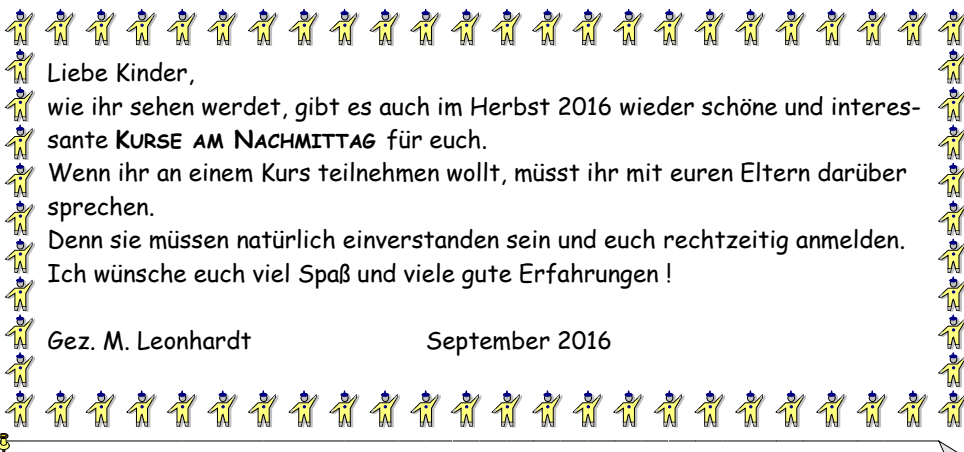 Liebe Kinder,
wie ihr sehen werdet, gibt es auch im Herbst 2016 wieder schöne und interes-
sante KURSE AM NACHMITTAG für euch.
Wenn ihr an einem Kurs teilnehmen wollt, müsst ihr mit euren Eltern darüber
sprechen.
Denn sie müssen natürlich einverstanden sein und euch rechtzeitig anmelden.
Ich wünsche euch viel Spaß und viele gute Erfahrungen !
Gez. M. Leonhardt September 2016